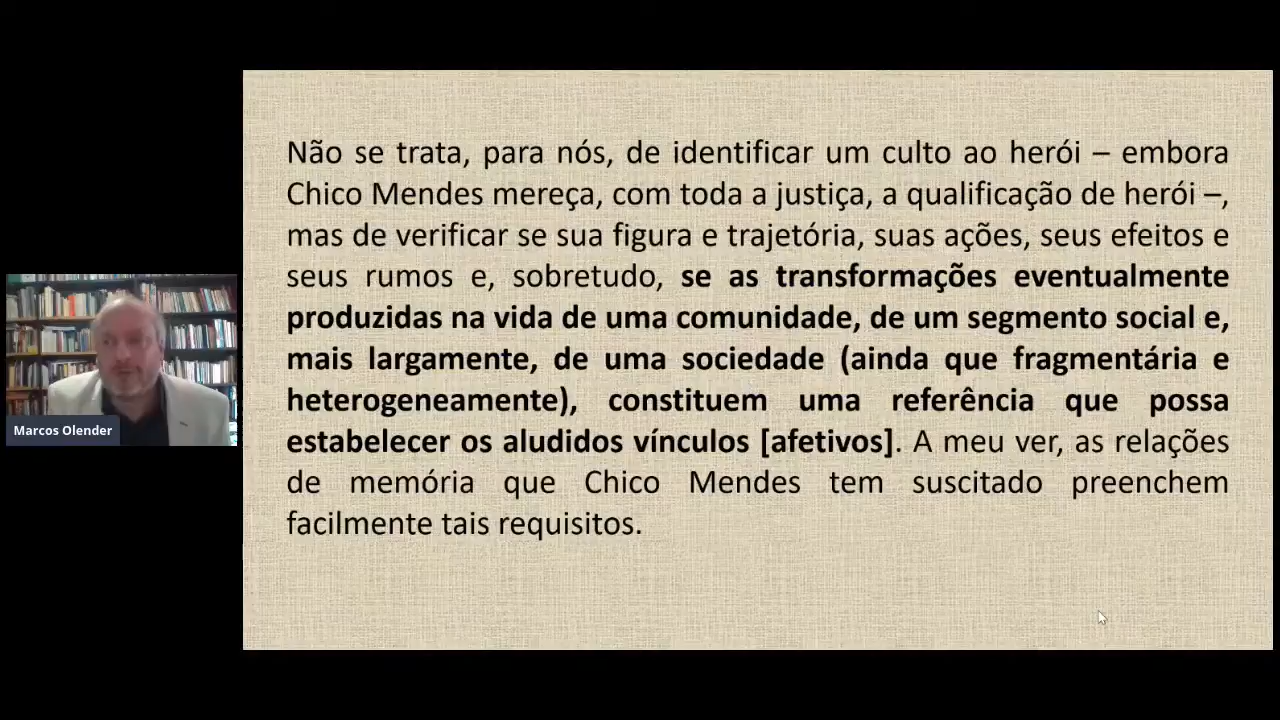 Não se trata, para nós, de identificar um culto ao herói – embora
Chico Mendes mereça, com toda a justiça, a qualificação de herói –,
mas de verificar se sua figura e trajetória, suas ações, seus efeitos e
seus rumos e, sobretudo, se as transformações eventualmente
produzidas na vida de uma comunidade, de um segmento social e,
mais largamente, de uma sociedade (ainda que fragmentária e
heterogeneamente), constituem uma referência que possa
estabelecer os aludidos vínculos [afetivos]. A meu ver, as relações
de memória que Chico Mendes tem suscitado preenchem
facilmente tais requisitos.
Marcos Olender